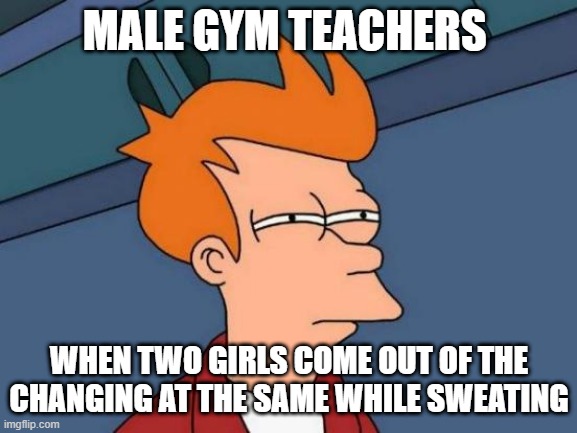 MALE GYM TEACHERS
WHEN TWO GIRLS COME OUT OF THE
CHANGING AT THE SAME WHILE SWEATING
imgflip.com